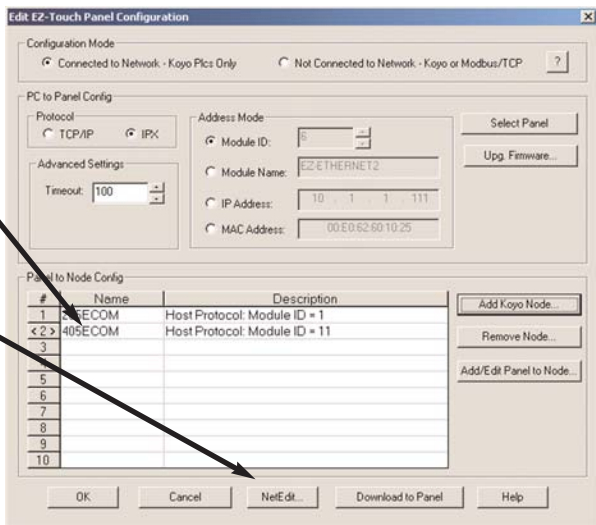 Edit EZ-Touch Panel Configuration
Configuration Mode
Connected to Network - Koyo Plcs Only
Not Connected to Network - Koyo or Modbus/TCP
?
PC to Panel Config
Protocol
TCP/IP
IPX
Advanced Settings
Timeout: 100
Address Mode
Module ID: 6
Module Name: EZ-ETHERNET2
IP Address: 10 . 1 . 1 . 111
MAC Address: 00:E0:62:60:10:25
Select Panel
Upg. Firmware...
Panel to Node Config
# Name Description
1 Host Protocol: Module ID = 1
<2> 405ECOM Host Protocol: Module ID = 11
3
4
5
6
7
8
9
10
Add Koyo Node...
Remove Node...
Add/Edit Panel to Node...
OK
Cancel
NetEdit...
Download to Panel
Help